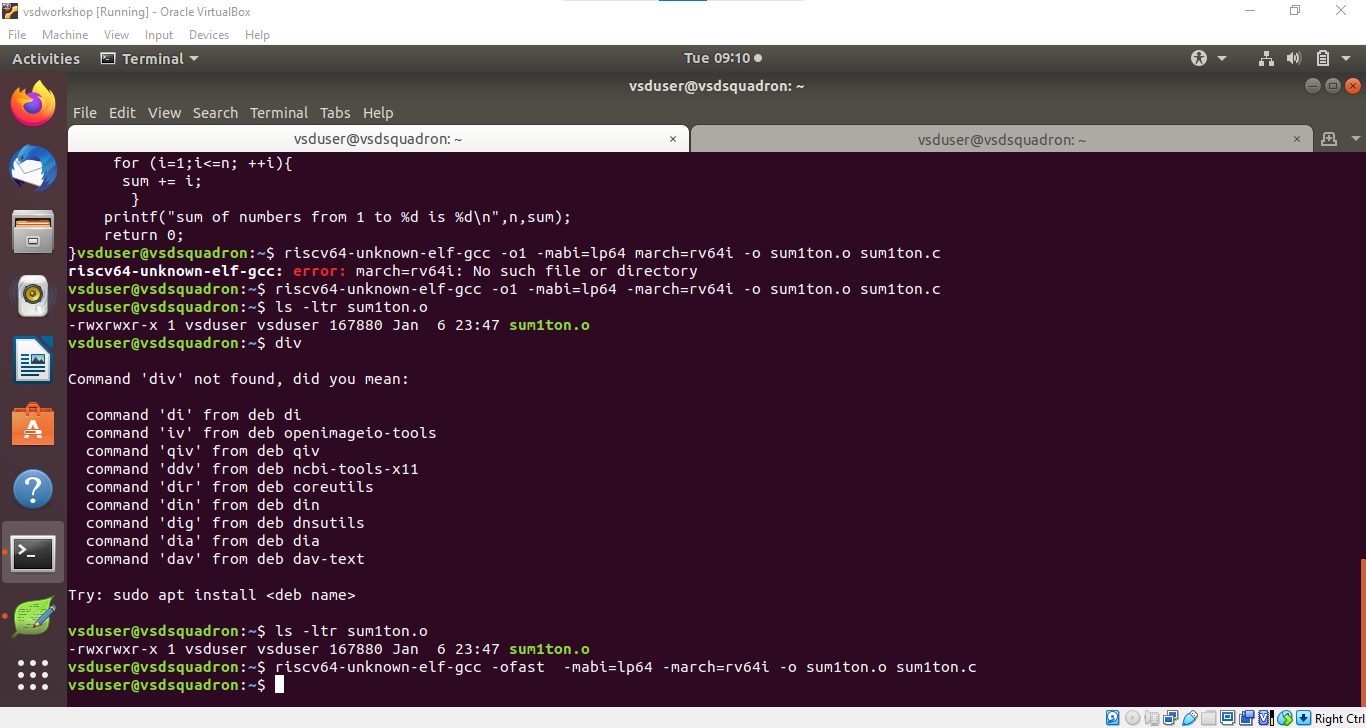 vsdworkshop [Running] - Oracle VirtualBox
File Machine View Input Devices Help
Activities Terminal Tue 09:10
vsduser@vsdsquadron: ~
File Edit View Search Terminal Tabs Help
vsduser@vsdsquadron: ~ × vsduser@vsdsquadron: ~ ×
for (i=1;i<=n; ++i){
sum += i;
}
printf("sum of numbers from 1 to %d is %d\n",n,sum);
return 0;
}vsduser@vsdsquadron:~$ riscv64-unknown-elf-gcc -o1 -mabi=lp64 march=rv64i -o sum1ton.o sum1ton.c
riscv64-unknown-elf-gcc: error: march=rv64i: No such file or directory
vsduser@vsdsquadron:~$ riscv64-unknown-elf-gcc -o1 -mabi=lp64 -march=rv64i -o sum1ton.o sum1ton.c
vsduser@vsdsquadron:~$ ls -ltr sum1ton.o
-rwxrwxr-x 1 vsduser vsduser 167880 Jan  6 23:47 sum1ton.o
vsduser@vsdsquadron:~$ div
Command 'div' not found, did you mean:
command 'di' from deb di
command 'iv' from deb openimageio-tools
command 'qiv' from deb qiv
command 'ddv' from deb ncbi-tools-x11
command 'dir' from deb coreutils
command 'din' from deb din
command 'dig' from deb dnsutils
command 'dia' from deb dia
command 'dav' from deb dav-text
Try: sudo apt install <deb name>
vsduser@vsdsquadron:~$ ls -ltr sum1ton.o
-rwxrwxr-x 1 vsduser vsduser 167880 Jan  6 23:47 sum1ton.o
vsduser@vsdsquadron:~$ riscv64-unknown-elf-gcc -ofast  -mabi=lp64 -march=rv64i -o sum1ton.o sum1ton.c
vsduser@vsdsquadron:~$
Right Ctrl